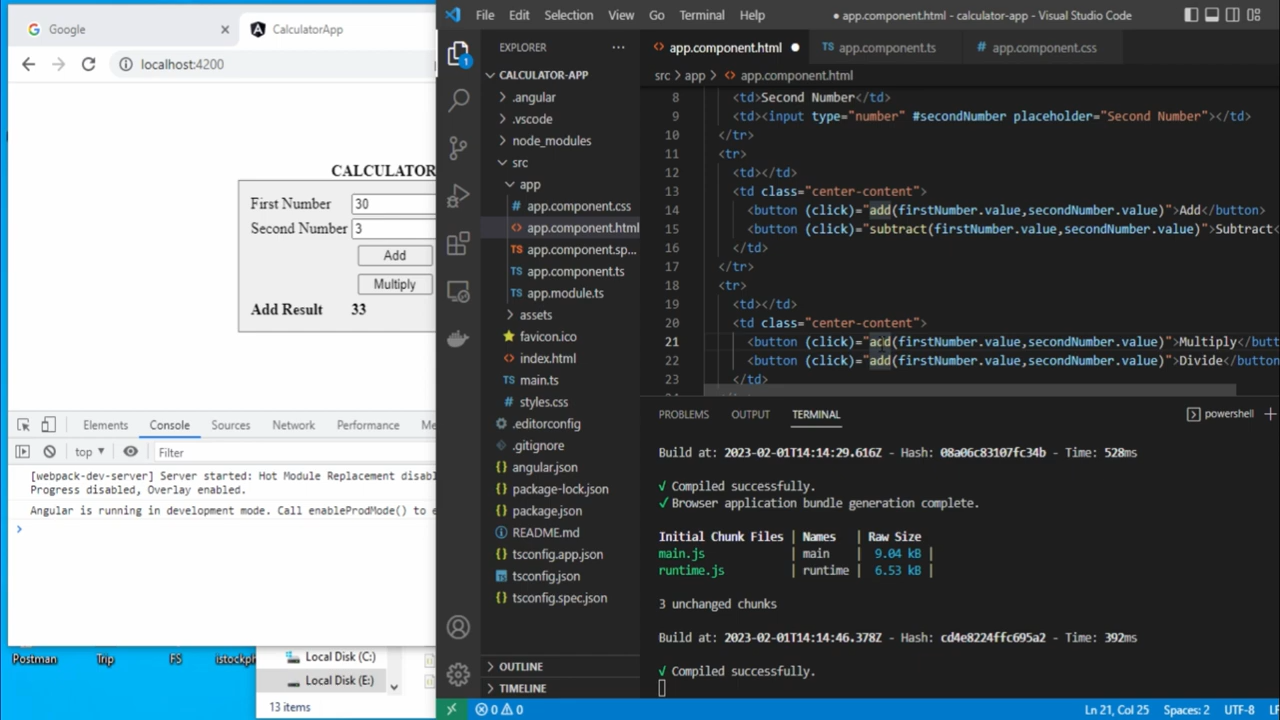 Google
CalculatorApp
localhost:4200
CALCULATOR
First Number 30
Second Number 3
Add
Multiply
Add Result 33
Elements Console Sources Network Performance Me
top Filter
[webpack-dev-server] Server started: Hot Module Replacement disabl
Progress disabled, Overlay enabled.
Angular is running in development mode. Call enableProdMode() to e
Postman
Trip
FS
istockph
Local Disk (C:)
Local Disk (E:)
13 items
File Edit Selection View Go Terminal Help
● app.component.html - calculator-app - Visual Studio Code
1
EXPLORER
CALCULATOR-APP
.angular
.vscode
node_modules
src
app
# app.component.css
<> app.component.html
TS app.component.sp...
TS app.component.ts
TS app.module.ts
assets
favicon.ico
<> index.html
TS main.ts
# styles.css
.editorconfig
.gitignore
{} angular.json
{} package-lock.json
{} package.json
README.md
{} tsconfig.app.json
tsconfig.json
{} tsconfig.spec.json
OUTLINE
TIMELINE
<> app.component.html ● TS app.component.ts # app.component.css
src > app > <> app.component.html
8 <td>Second Number</td>
9 <td><input type="number" #secondNumber placeholder="Second Number"></td>
10 </tr>
11 <tr>
12 <td></td>
13 <td class="center-content">
14 <button (click)="add(firstNumber.value,secondNumber.value)">Add</button>
15 <button (click)="subtract(firstNumber.value,secondNumber.value)">Subtract<
16 </td>
17 </tr>
18 <tr>
19 <td></td>
20 <td class="center-content">
21 <button (click)="add(firstNumber.value,secondNumber.value)">Multiply</butt
22 <button (click)="add(firstNumber.value,secondNumber.value)">Divide</button
23 </td>
PROBLEMS OUTPUT TERMINAL powershell
Build at: 2023-02-01T14:14:29.616Z - Hash: 08a06c83107fc34b - Time: 528ms
√ Compiled successfully.
√ Browser application bundle generation complete.
Initial Chunk Files | Names | Raw Size
main.js | main | 9.04 kB |
runtime.js | runtime | 6.53 kB |
3 unchanged chunks
Build at: 2023-02-01T14:14:46.378Z - Hash: cd4e8224ffc695a2 - Time: 392ms
√ Compiled successfully.
0 0
Ln 21, Col 25 Spaces: 2 UTF-8 LF